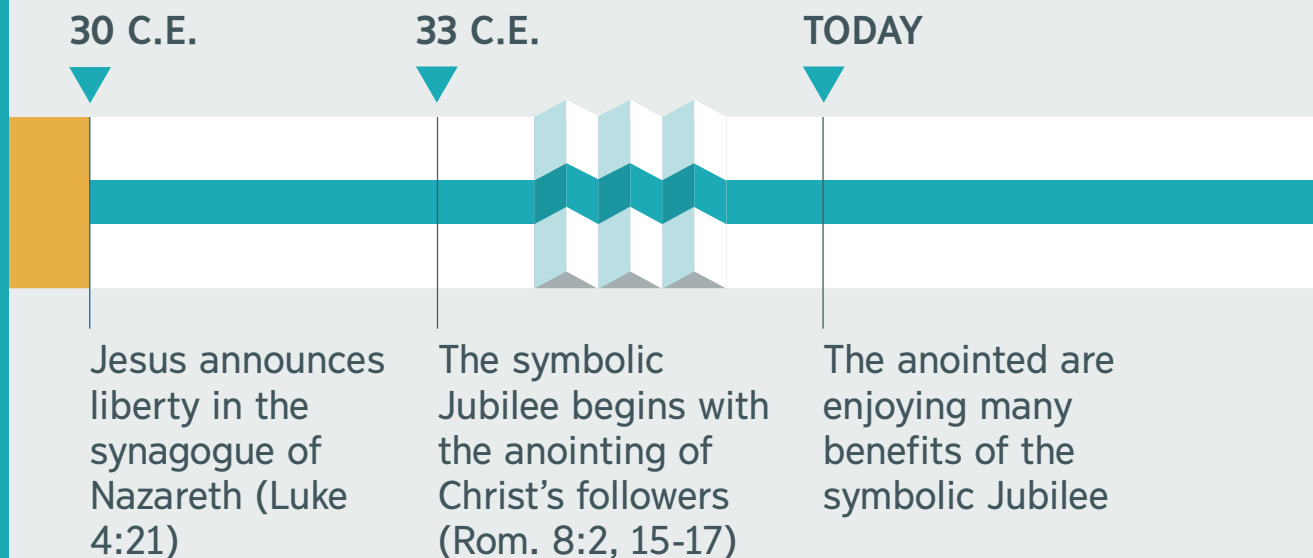 30 C.E.
Jesus announces
liberty in the
synagogue of
Nazareth (Luke
4:21)
33 C.E.
The symbolic
Jubilee begins with
the anointing of
Christ’s followers
(Rom. 8:2, 15-17)
TODAY
The anointed are
enjoying many
benefits of the
symbolic Jubilee